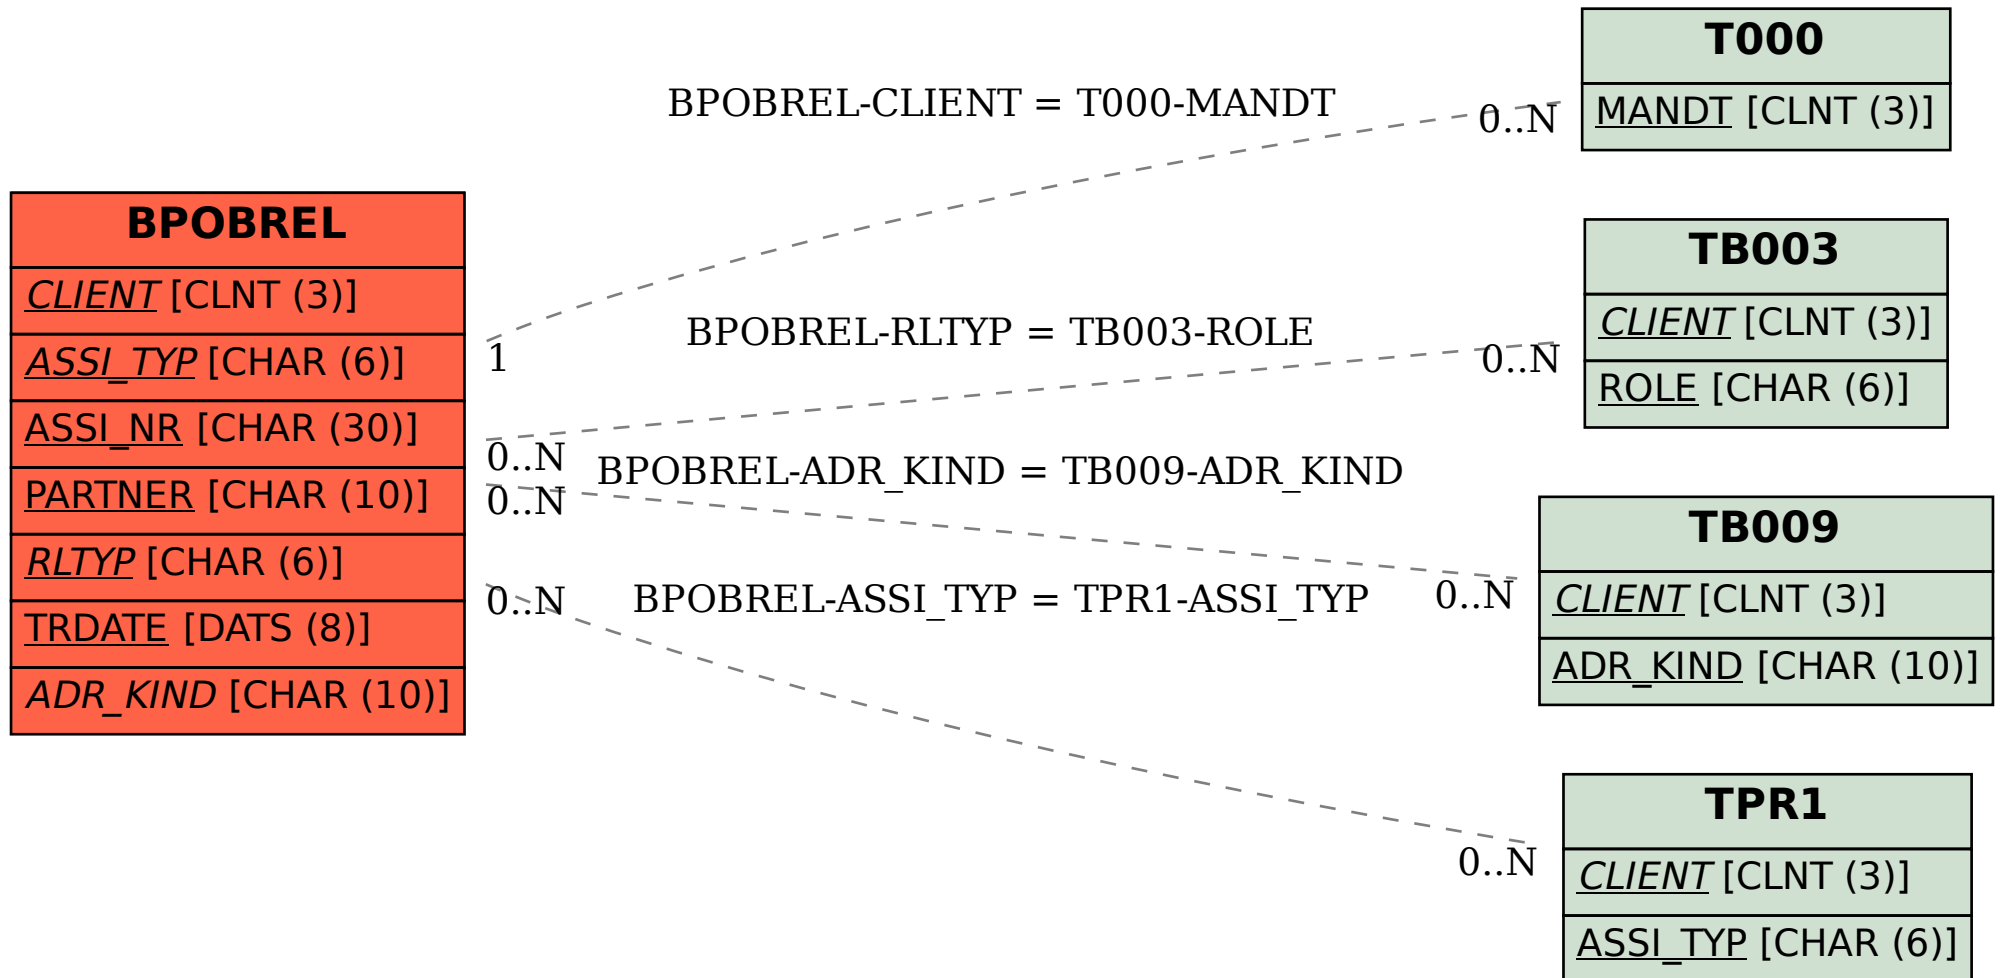 BPOBREL
CLIENT [CLNT (3)]
ASSI_TYP [CHAR (6)]
ASSI_NR [CHAR (30)]
PARTNER [CHAR (10)]
RLTYP [CHAR (6)]
TRDATE [DATS (8)]
ADR_KIND [CHAR (10)]
BPOBREL-CLIENT = T000-MANDT
0..N
1
BPOBREL-RLTYP = TB003-ROLE
0..N
0..N
BPOBREL-ADR_KIND = TB009-ADR_KIND
0..N
0..N
BPOBREL-ASSI_TYP = TPR1-ASSI_TYP
0..N
0..N
T000
MANDT [CLNT (3)]
TB003
CLIENT [CLNT (3)]
ROLE [CHAR (6)]
TB009
CLIENT [CLNT (3)]
ADR_KIND [CHAR (10)]
TPR1
CLIENT [CLNT (3)]
ASSI_TYP [CHAR (6)]